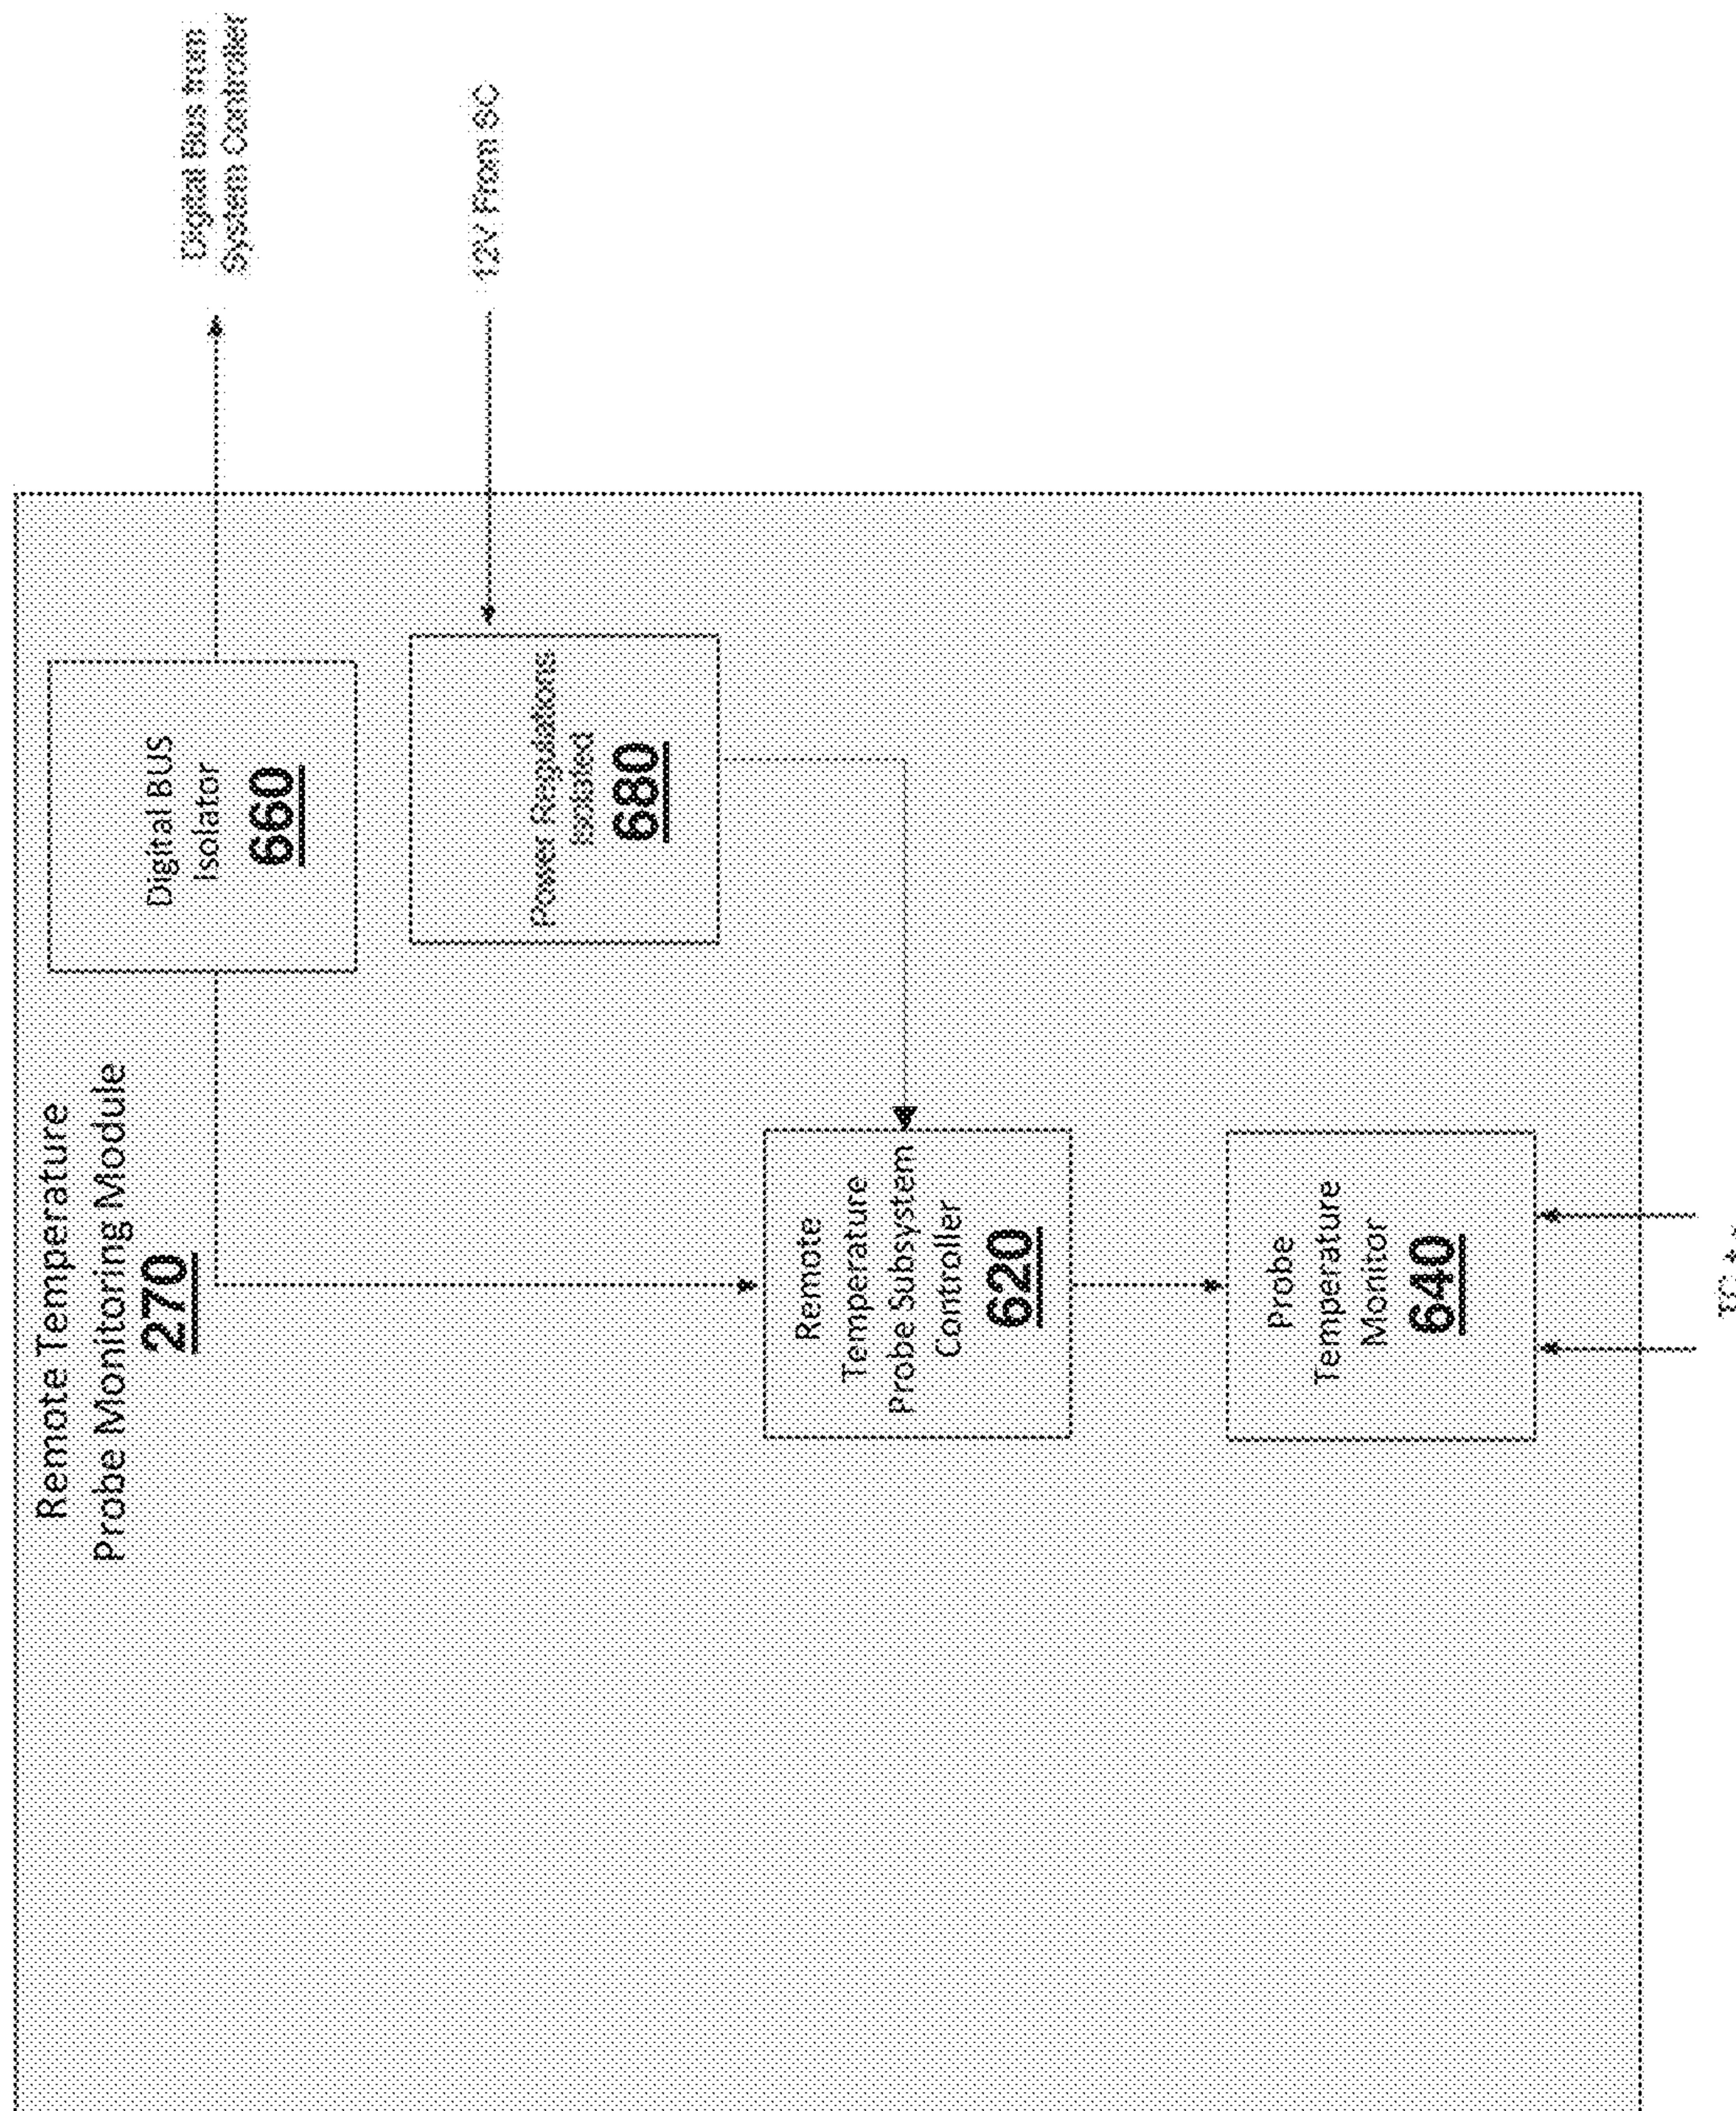 Remote Temperature
Probe Monitoring Module
270
Digital BUS
Isolator
660
Digital Bus from
System Controller
Power Regulations
Isolated
680
12V From SC
Remote
Temperature
Probe Subsystem
Controller
620
Probe
Temperature
Monitor
640